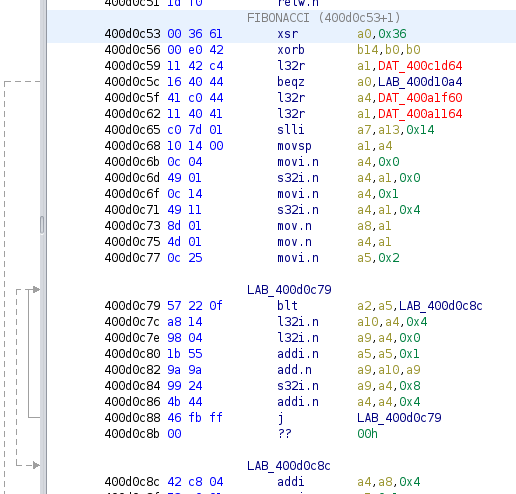 400d0c51 1d f0 retw.n
FIBONACCI (400d0c53+1)
400d0c53 00 36 61 xsr a0,0x36
400d0c56 00 e0 42 xorb b14,b0,b0
400d0c59 11 42 c4 l32r a1,DAT_400c1d64
400d0c5c 16 40 44 beqz a0,LAB_400d10a4
400d0c5f 41 c0 44 l32r a4,DAT_400a1f60
400d0c62 11 40 41 l32r a1,DAT_400a1164
400d0c65 c0 7d 01 slli a7,a13,0x14
400d0c68 10 14 00 movsp a1,a4
400d0c6b 0c 04 movi.n a4,0x0
400d0c6d 49 01 s32i.n a4,a1,0x0
400d0c6f 0c 14 movi.n a4,0x1
400d0c71 49 11 s32i.n a4,a1,0x4
400d0c73 8d 01 mov.n a8,a1
400d0c75 4d 01 mov.n a4,a1
400d0c77 0c 25 movi.n a5,0x2
LAB_400d0c79
400d0c79 57 22 0f blt a2,a5,LAB_400d0c8c
400d0c7c a8 14 l32i.n a10,a4,0x4
400d0c7e 98 04 l32i.n a9,a4,0x0
400d0c80 1b 55 addi.n a5,a5,0x1
400d0c82 9a 9a add.n a9,a10,a9
400d0c84 99 24 s32i.n a9,a4,0x8
400d0c86 4b 44 addi.n a4,a4,0x4
400d0c88 46 fb ff j LAB_400d0c79
400d0c8b 00 ?? 00h
LAB_400d0c8c
400d0c8c 42 c8 04 addi a4,a8,0x4